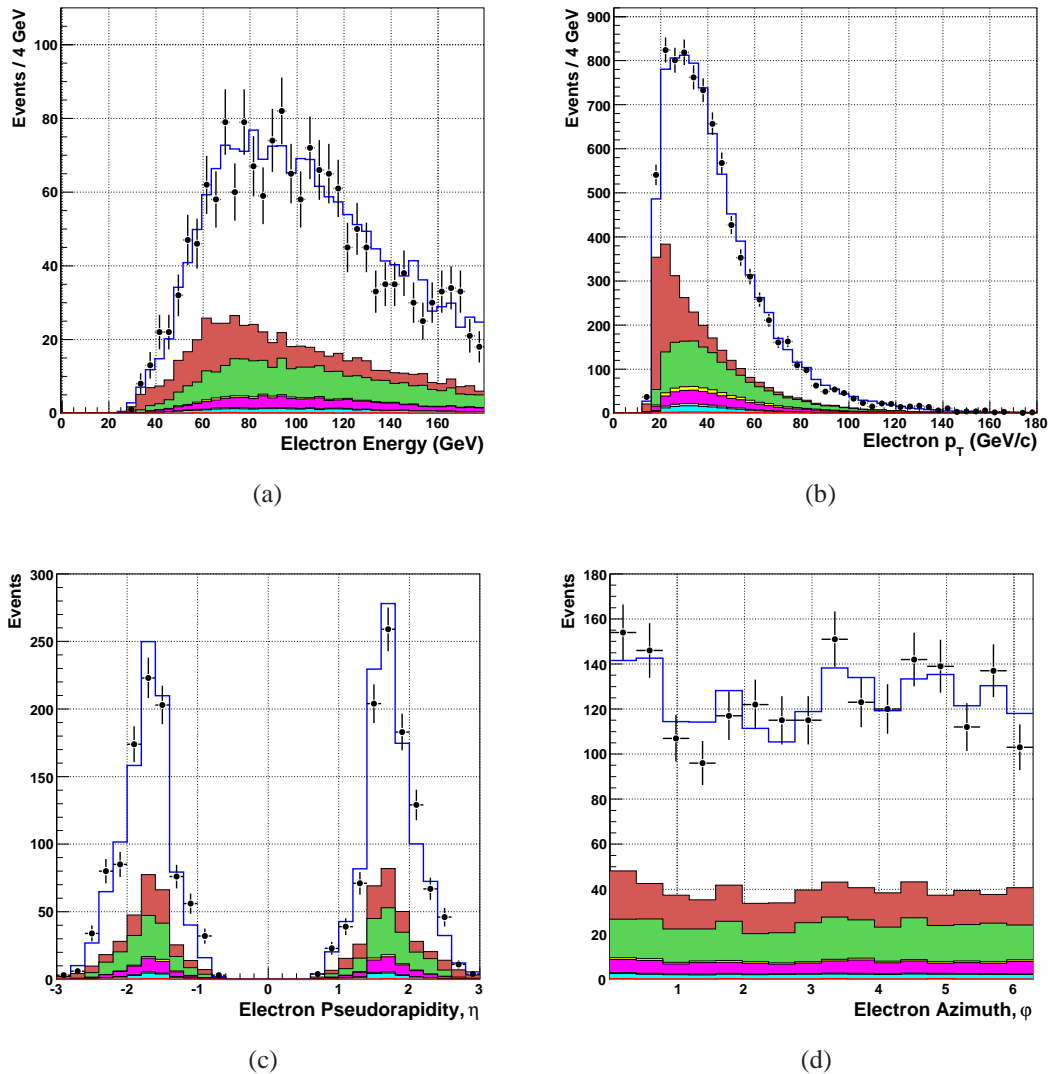 Events / 4 GeV
100
80
60
40
20
0
0 20 40 60 80 100 120 140 160
Electron Energy (GeV)
(a)
Events / 4 GeV
900
800
700
600
500
400
300
200
100
0
0 20 40 60 80 100 120 140 160 180
Electron p_T (GeV/c)
(b)
Events
300
250
200
150
100
50
0
-3 -2 -1 0 1 2 3
Electron Pseudorapidity, η
(c)
Events
180
160
140
120
100
80
60
40
20
0
1 2 3 4 5 6
Electron Azimuth, φ
(d)